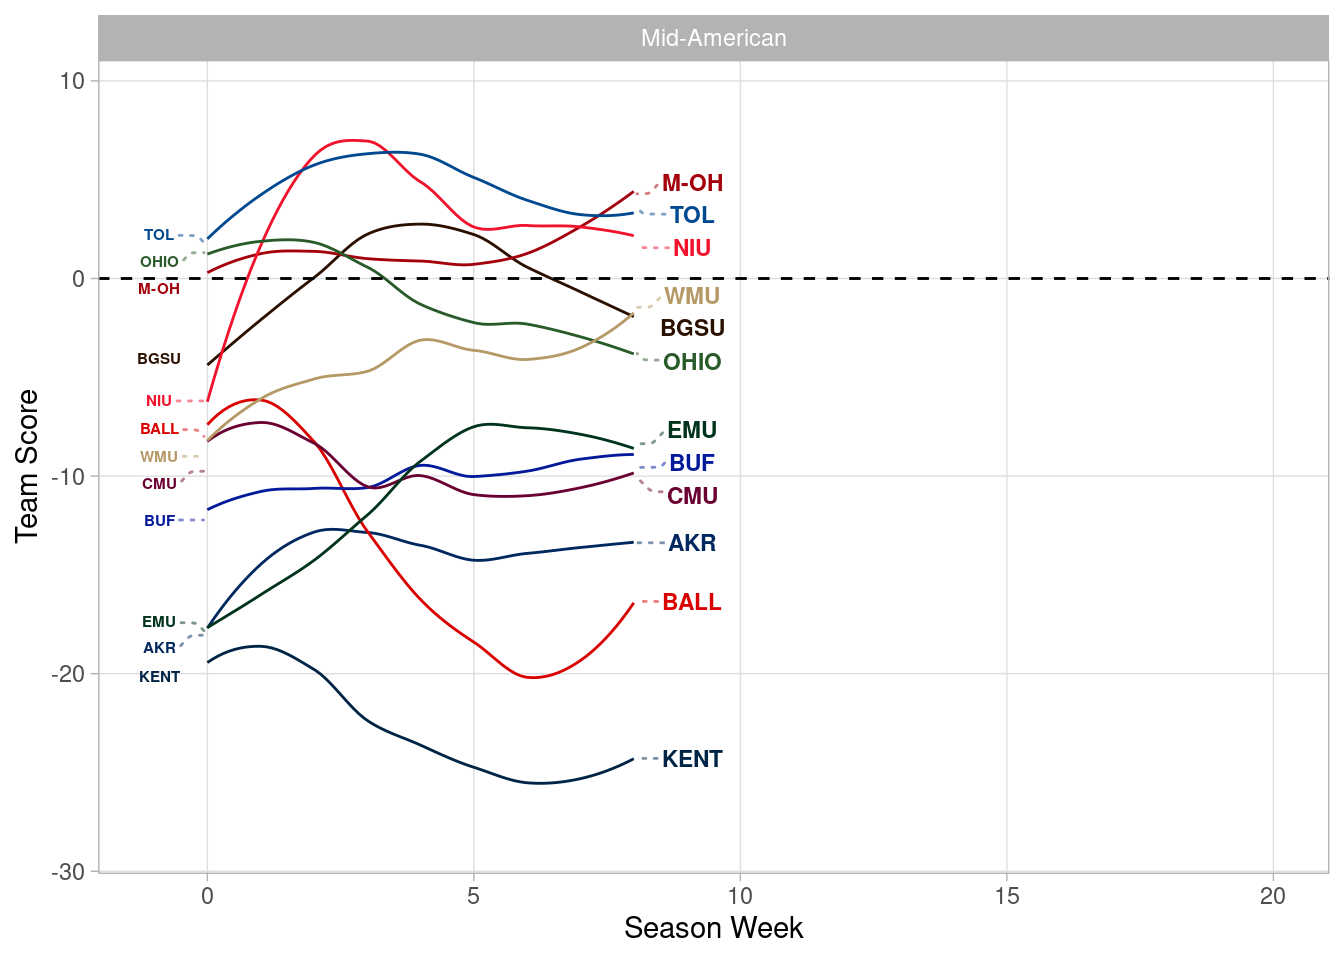 Mid-American
10
0
-10
-20
-30
Team Score
TOL
OHIO
M-OH
BGSU
NIU
BALL
WMU
CMU
BUF
EMU
AKR
KENT
M-OH
TOL
NIU
WMU
BGSU
OHIO
EMU
BUF
CMU
AKR
BALL
KENT
0 5 10 15 20
Season Week